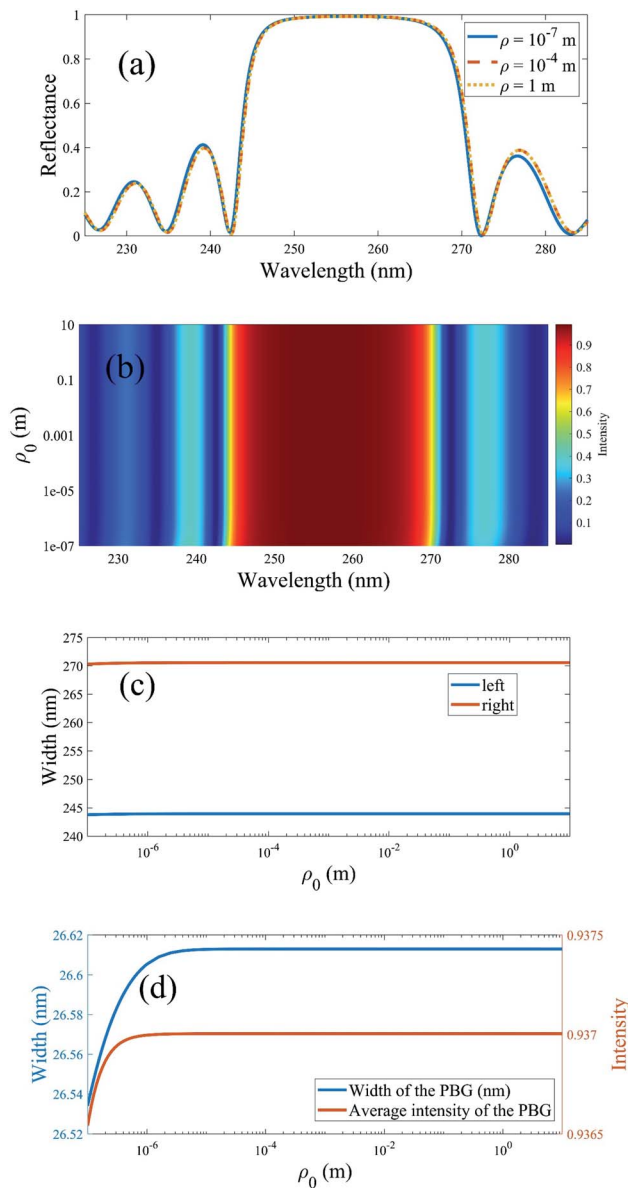 1
0.8
0.6
0.4
0.2
0
Reflectance
(a)
ρ = 10⁻⁷ m
ρ = 10⁻⁴ m
ρ = 1 m
230 240 250 260 270 280
Wavelength (nm)
10
0.1
0.001
1e-05
1e-07
ρ₀ (m)
(b)
0.9
0.8
0.7
0.6
0.5
0.4
0.3
0.2
0.1
Intensity
230 240 250 260 270 280
Wavelength (nm)
275
270
265
260
255
250
245
240
Width (nm)
(c)
left
right
10⁻⁶ 10⁻⁴ 10⁻² 10⁰
ρ₀ (m)
26.62
26.6
26.58
26.56
26.54
26.52
Width (nm)
(d)
0.9375
0.937
0.9365
Intensity
Width of the PBG (nm)
Average intensity of the PBG
10⁻⁶ 10⁻⁴ 10⁻² 10⁰
ρ₀ (m)